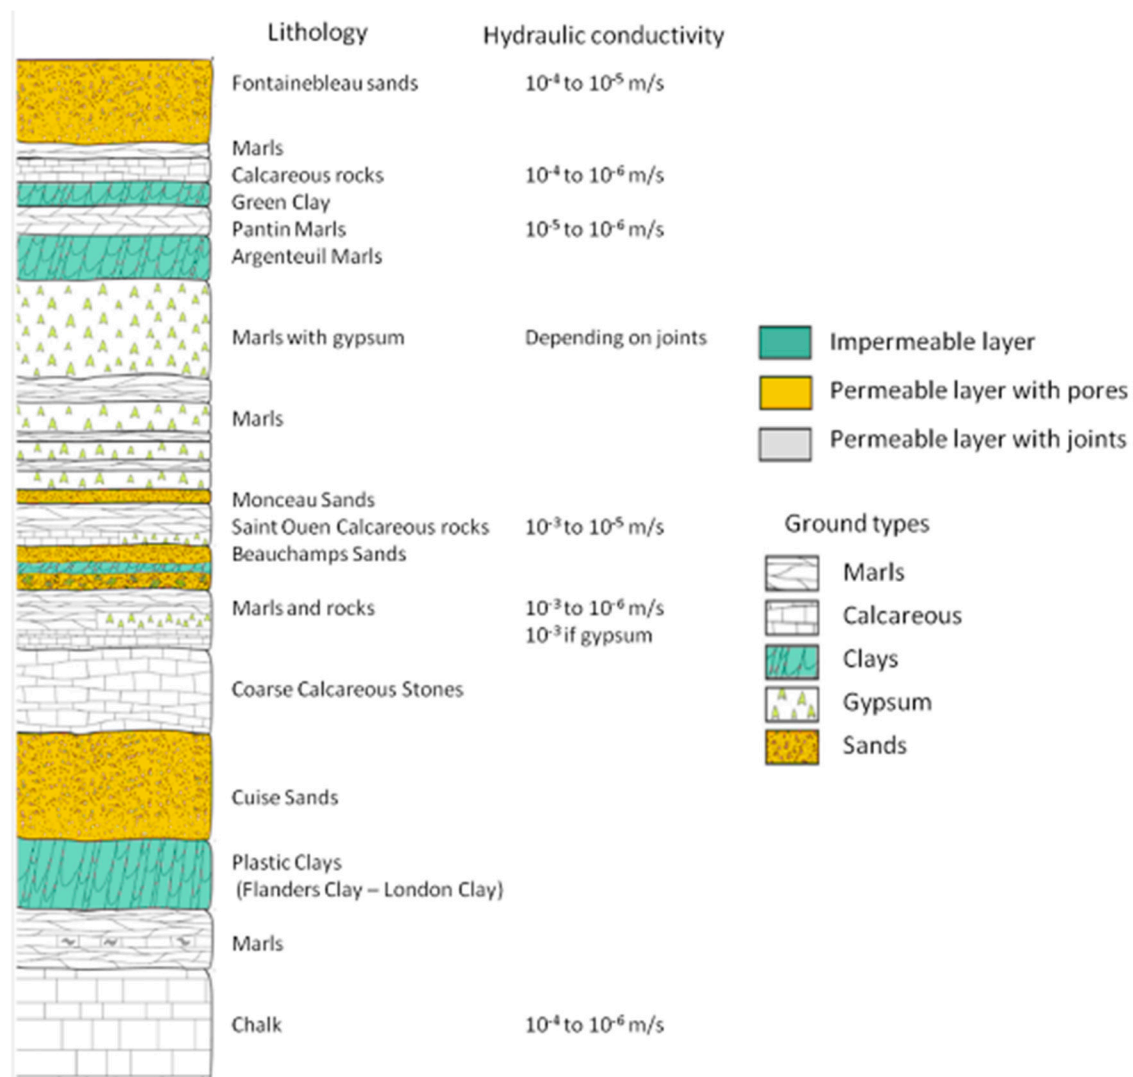 Lithology Hydraulic conductivity
Fontainebleau sands 10⁻⁴ to 10⁻⁵ m/s
Marls
Calcareous rocks 10⁻⁴ to 10⁻⁶ m/s
Green Clay
Pantin Marls 10⁻⁵ to 10⁻⁶ m/s
Argenteuil Marls
Marls with gypsum Depending on joints
Marls
Monceau Sands
Saint Ouen Calcareous rocks 10⁻³ to 10⁻⁵ m/s
Beauchamps Sands
Marls and rocks 10⁻³ to 10⁻⁶ m/s
10⁻³ if gypsum
Coarse Calcareous Stones
Cuise Sands
Plastic Clays
(Flanders Clay – London Clay)
Marls
Chalk 10⁻⁴ to 10⁻⁶ m/s
Impermeable layer
Permeable layer with pores
Permeable layer with joints
Ground types
Marls
Calcareous
Clays
Gypsum
Sands